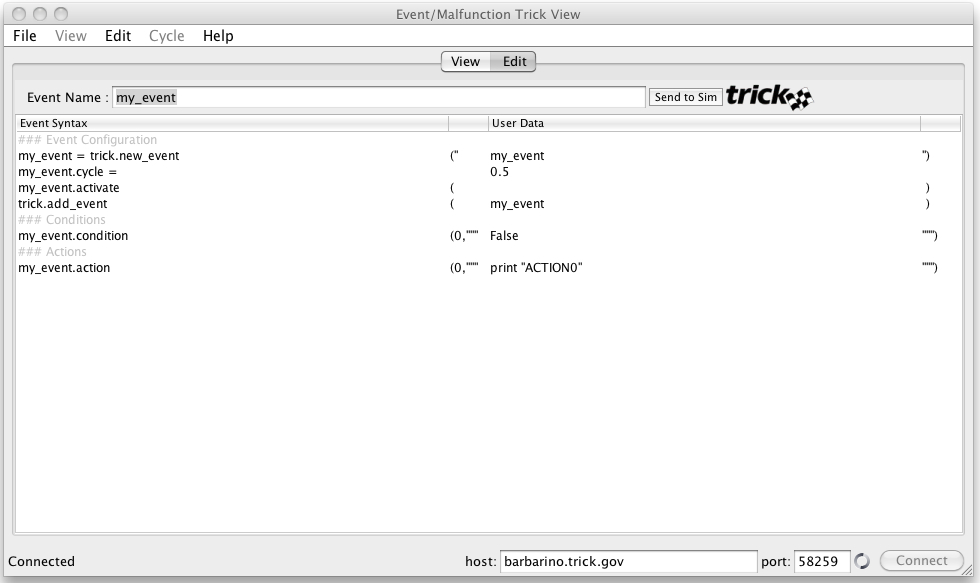 Event/Malfunction Trick View
File View Edit Cycle Help
View Edit
Event Name : my_event Send to Sim trick
Event Syntax User Data
### Event Configuration
my_event = trick.new_event (" my_event ")
my_event.cycle = 0.5
my_event.activate ( )
trick.add_event ( my_event )
### Conditions
my_event.condition (0,""" False """)
### Actions
my_event.action (0,""" print "ACTION0" """)
Connected host: barbarino.trick.gov port: 58259 Connect